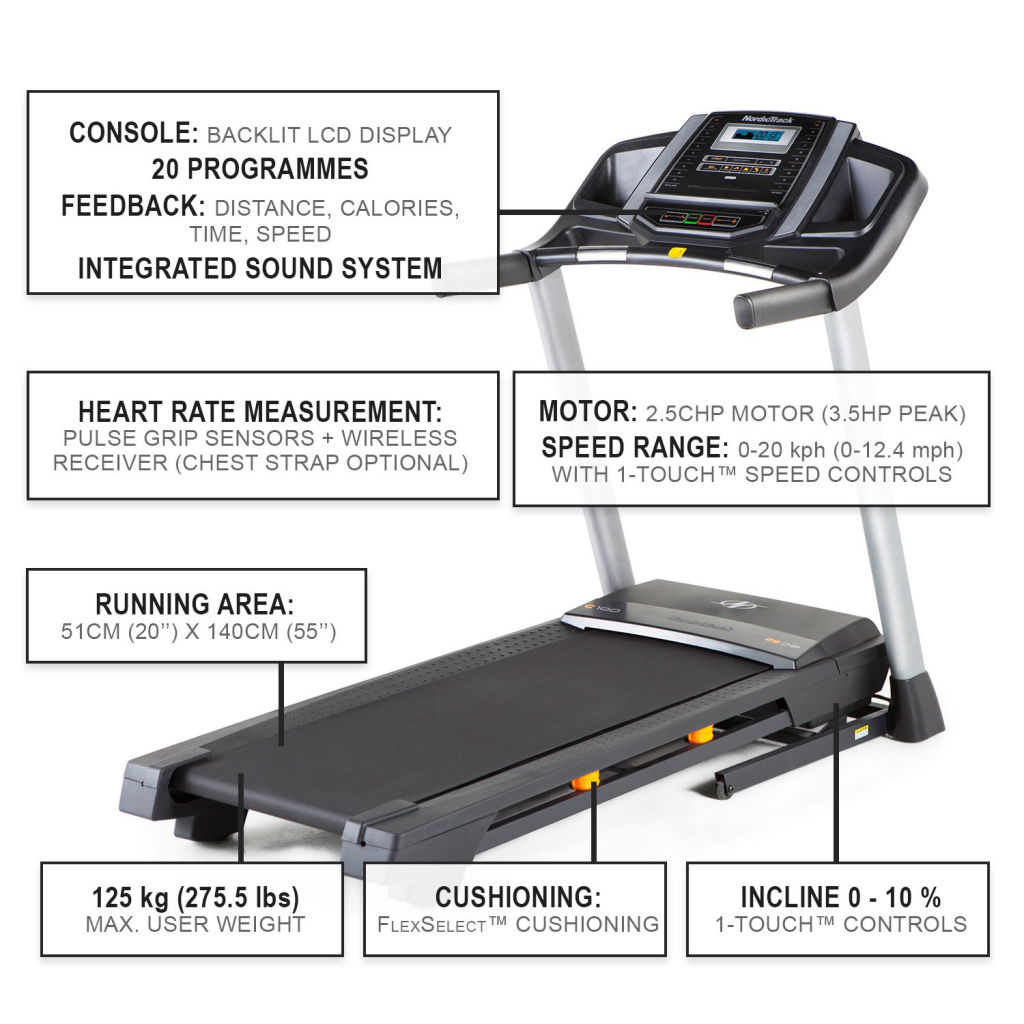 NordicTrack
CONSOLE: BACKLIT LCD DISPLAY
20 PROGRAMMES
FEEDBACK: DISTANCE, CALORIES,
TIME, SPEED
INTEGRATED SOUND SYSTEM
HEART RATE MEASUREMENT:
PULSE GRIP SENSORS + WIRELESS
RECEIVER (CHEST STRAP OPTIONAL)
MOTOR: 2.5CHP MOTOR (3.5HP PEAK)
SPEED RANGE: 0-20 kph (0-12.4 mph)
WITH 1-TOUCH™ SPEED CONTROLS
RUNNING AREA:
51CM (20’’) X 140CM (55’’)
C 100
NordicTrack
125 kg (275.5 lbs)
MAX. USER WEIGHT
CUSHIONING:
FLEXSELECT™ CUSHIONING
INCLINE 0 - 10 %
1-TOUCH™ CONTROLS